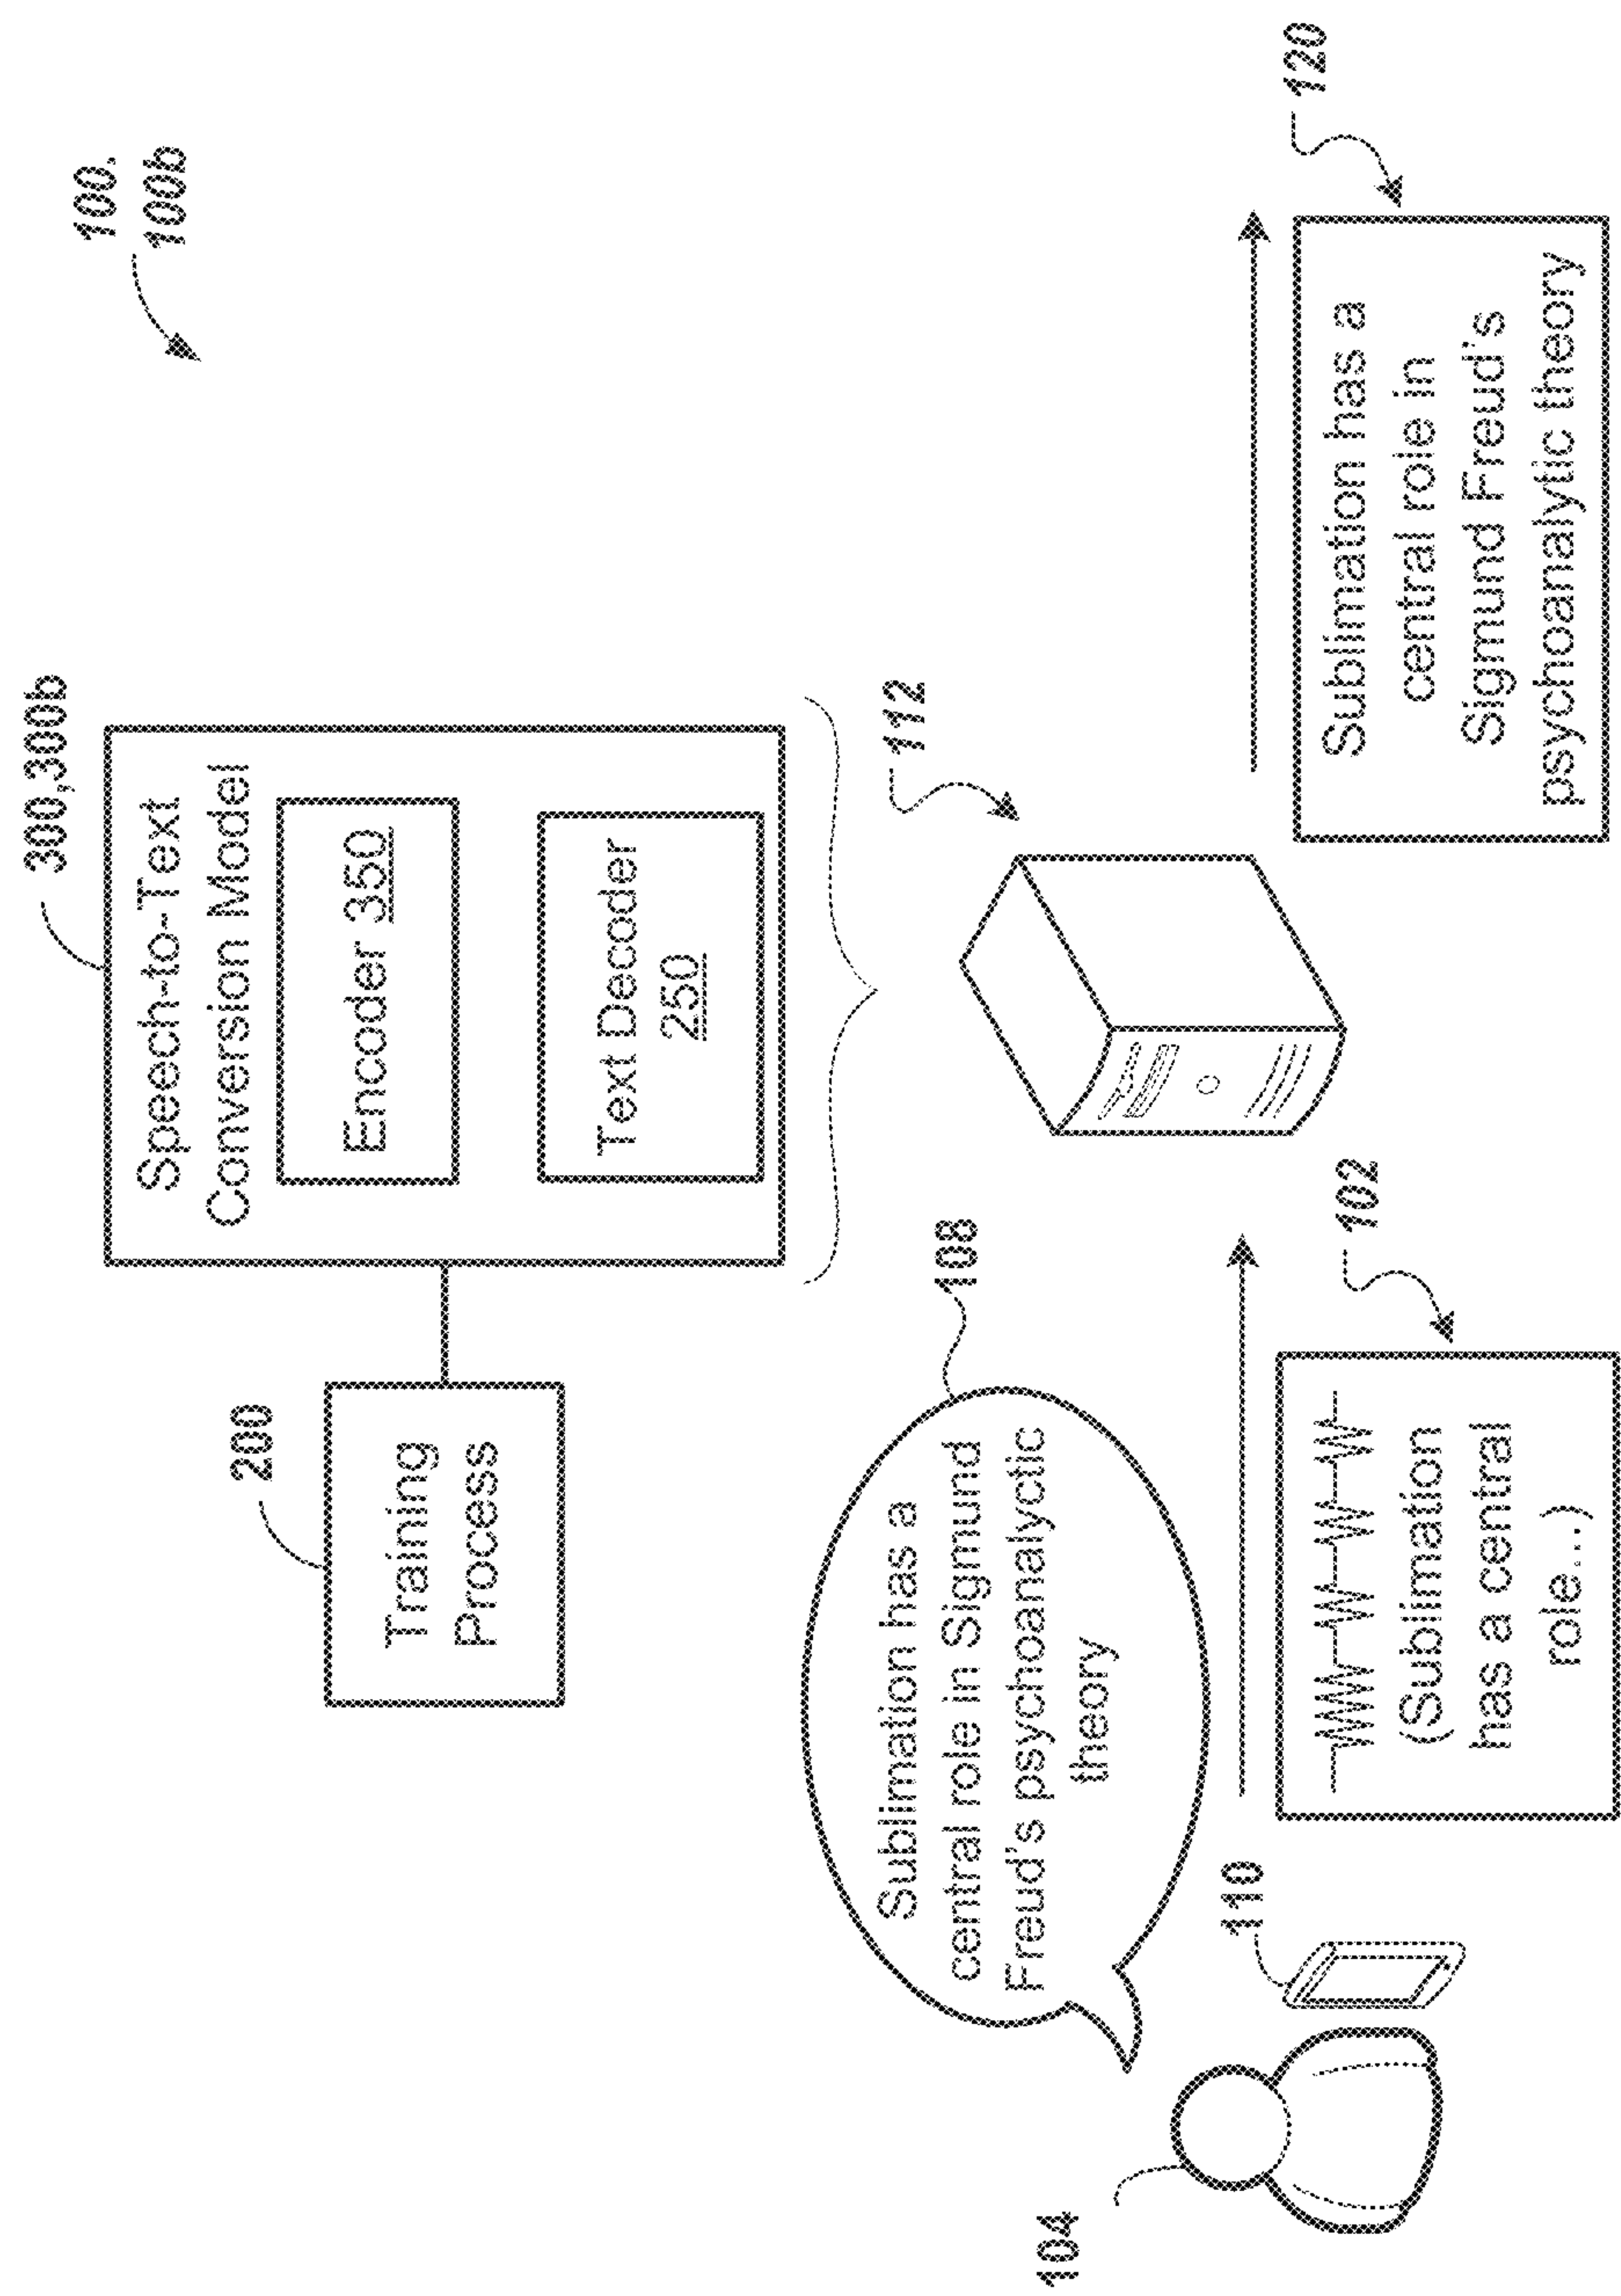 100,
100b
300,300b
Speech-to-Text
Conversion Model
Encoder 350
Text Decoder
250
200
Training
Process
108
Sublimation has a
central role in Sigmund
Freud's psychoanalytic
theory
104
110
102
(Sublimation
has a central
role...)
112
120
Sublimation has a
central role in
Sigmund Freud's
psychoanalytic theory